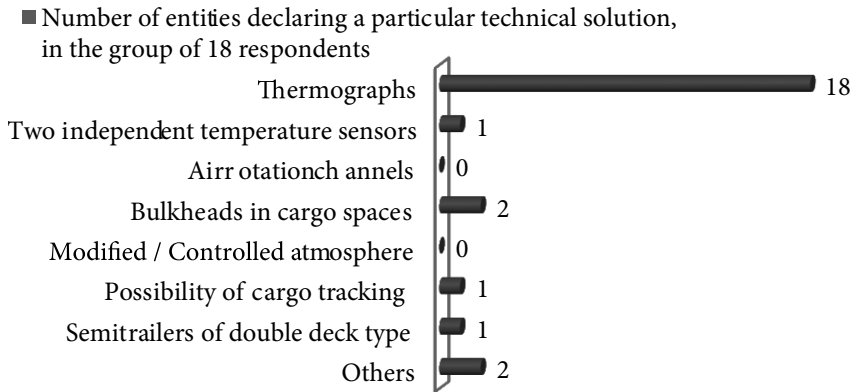 Number of entities declaring a particular technical solution,
in the group of 18 respondents
Thermographs 18
Two independent temperature sensors 1
Airr otationch annels 0
Bulkheads in cargo spaces 2
Modified / Controlled atmosphere 0
Possibility of cargo tracking 1
Semitrailers of double deck type 1
Others 2